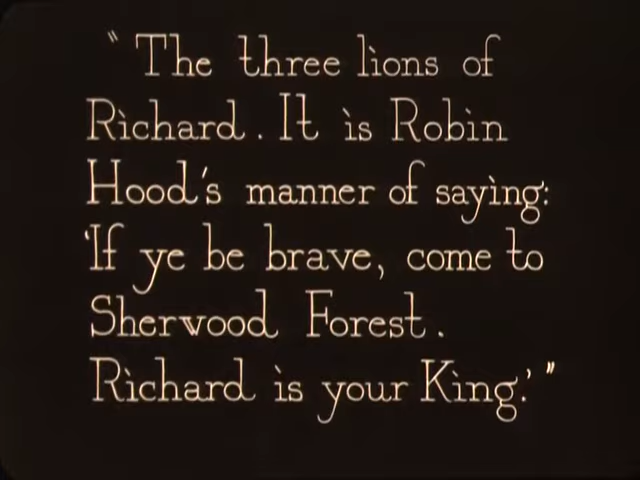 "The three lions of
Richard. It is Robin
Hood's manner of saying:
'If ye be brave, come to
Sherwood Forest.
Richard is your King.'"